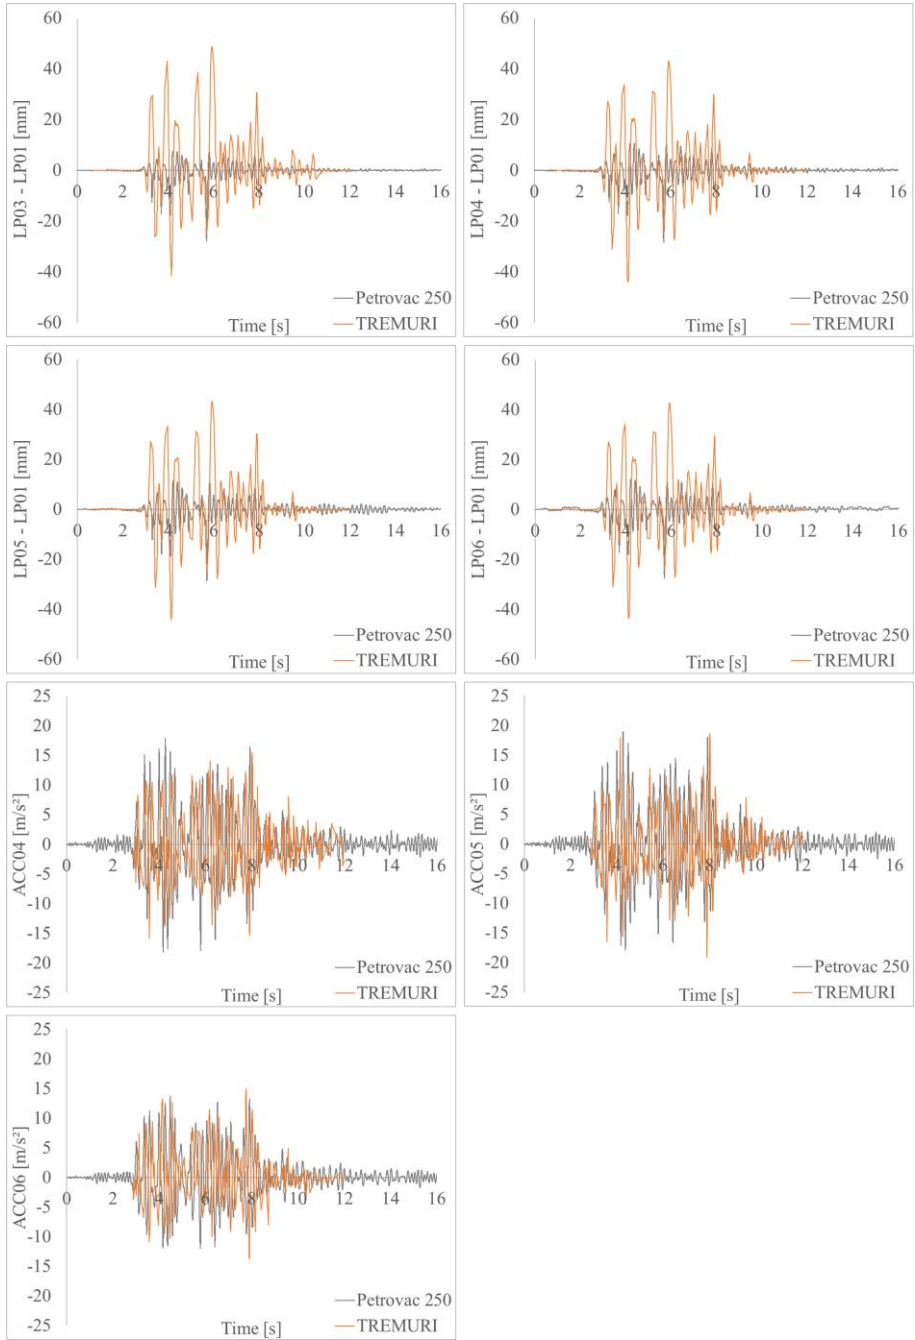 60
40
20
0
-20
-40
-60
LP03 - LP01 [mm]
0 2 4 6 8 10 12 14 16
Petrovac 250
TREMURI
Time [s]
60
40
20
0
-20
-40
-60
LP04 - LP01 [mm]
0 2 4 6 8 10 12 14 16
Petrovac 250
TREMURI
Time [s]
60
40
20
0
-20
-40
-60
LP05 - LP01 [mm]
0 2 4 6 8 10 12 14 16
Petrovac 250
TREMURI
Time [s]
60
40
20
0
-20
-40
-60
LP06 - LP01 [mm]
0 2 4 6 8 10 12 14 16
Petrovac 250
TREMURI
Time [s]
25
20
15
10
5
0
-5
-10
-15
-20
-25
ACC04 [m/s²]
0 2 4 6 8 10 12 14 16
Petrovac 250
TREMURI
Time [s]
25
20
15
10
5
0
-5
-10
-15
-20
-25
ACC05 [m/s²]
0 2 4 6 8 10 12 14 16
Petrovac 250
TREMURI
Time [s]
25
20
15
10
5
0
-5
-10
-15
-20
-25
ACC06 [m/s²]
0 2 4 6 8 10 12 14 16
Petrovac 250
TREMURI
Time [s]